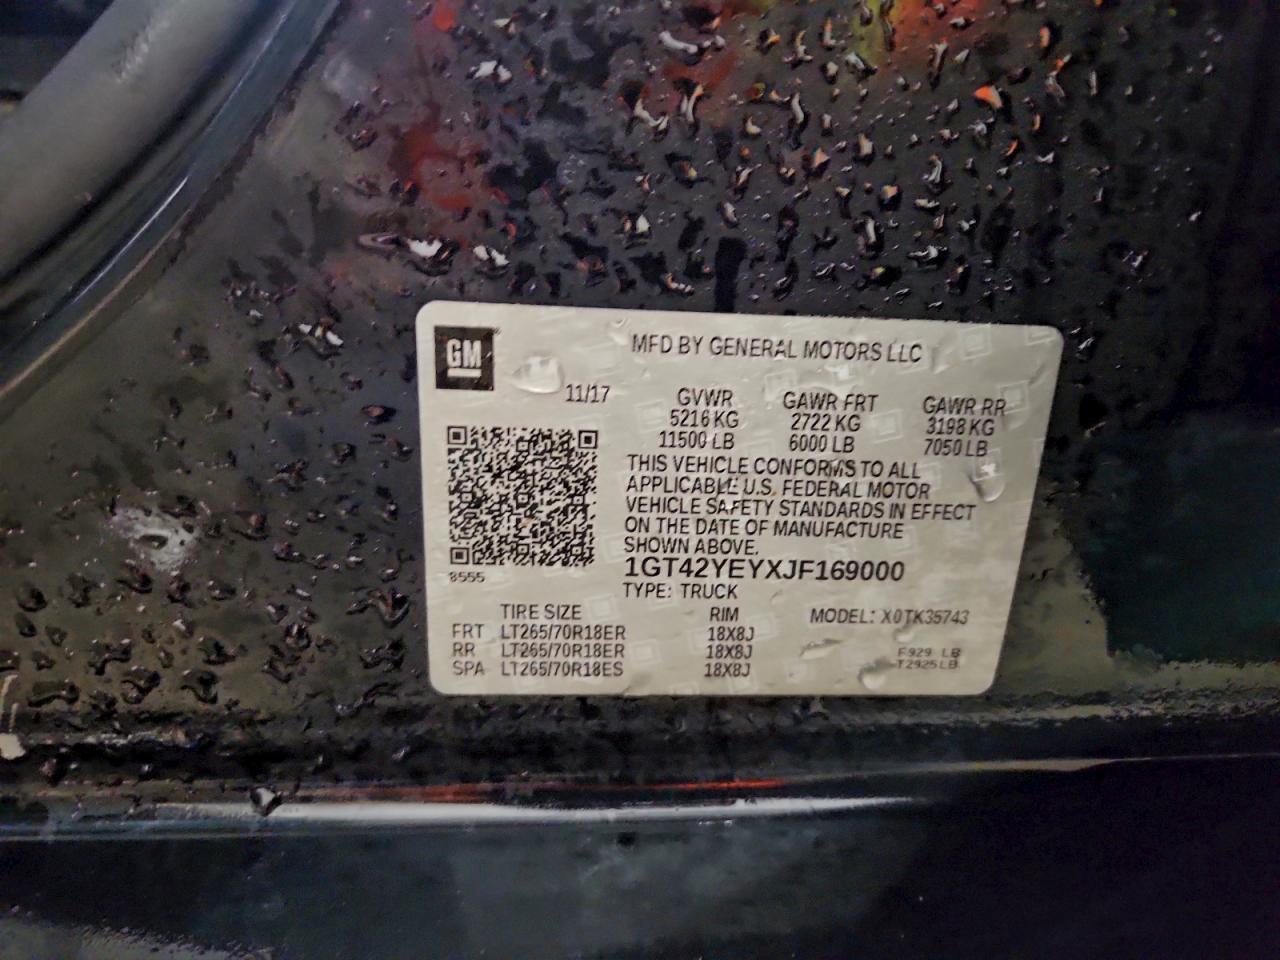 GM
MFD BY GENERAL MOTORS LLC
11/17
GVWR GAWR FRT GAWR RR
5216 KG 2722 KG 3198 KG
11500 LB 6000 LB 7050 LB
THIS VEHICLE CONFORMS TO ALL
APPLICABLE U.S. FEDERAL MOTOR
VEHICLE SAFETY STANDARDS IN EFFECT
ON THE DATE OF MANUFACTURE
SHOWN ABOVE.
8555
1GT42YEYXJF169000
TYPE: TRUCK
TIRE SIZE RIM MODEL: X0TK35743
FRT LT265/70R18ER 18X8J
RR LT265/70R18ER 18X8J F929 LB
SPA LT265/70R18ES 18X8J T2925LB